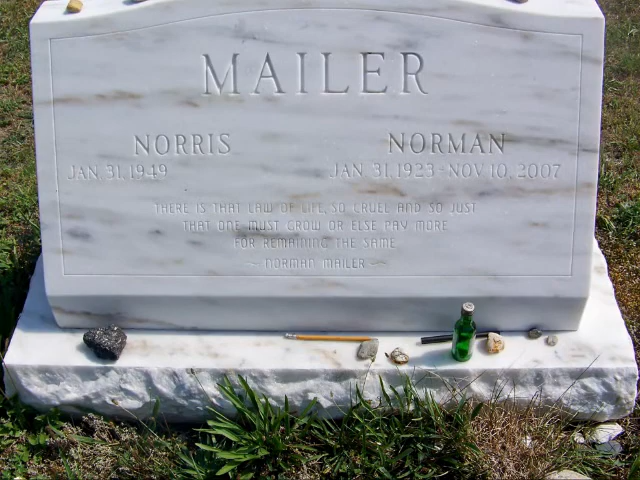 MAILER
NORRIS NORMAN
JAN. 31. 1949 JAN. 31. 1923 - NOV. 10. 2007
THERE IS THAT LAW OF LIFE, SO CRUEL AND SO JUST
THAT ONE MUST GROW OR ELSE PAY MORE
FOR REMAINING THE SAME
~ NORMAN MAILER ~